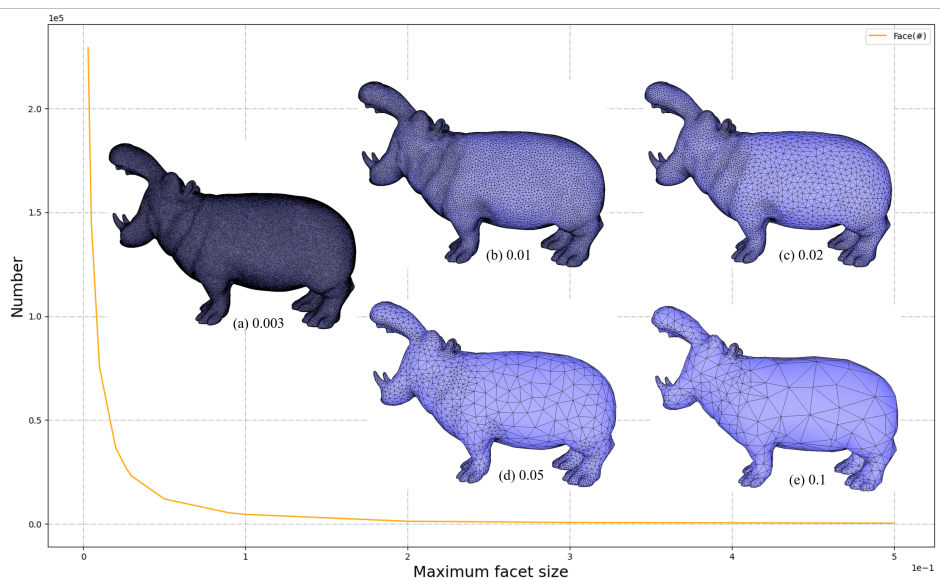 1e5
Face(#)
2.0
1.5
1.0
0.5
0.0
Number
(a) 0.003
(b) 0.01
(c) 0.02
(d) 0.05
(e) 0.1
0 1 2 3 4 5
1e−1
Maximum facet size